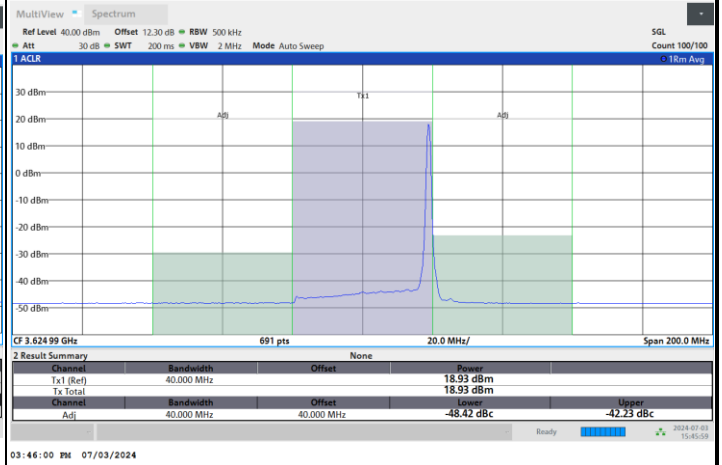 MultiView Spectrum
Ref Level 40.00 dBm Offset 12.30 dB RBW 500 kHz SGL
Att 30 dB SWT 200 ms VBW 2 MHz Mode Auto Sweep Count 100/100
1 ACLR 1Rm Avg
30 dBm
Tx1
Adj Adj
20 dBm
10 dBm
0 dBm
-10 dBm
-20 dBm
-30 dBm
-40 dBm
-50 dBm
CF 3.624 99 GHz 691 pts 20.0 MHz/ Span 200.0 MHz
2 Result Summary None
Channel Bandwidth Offset Power
Tx1 (Ref) 40.000 MHz 18.93 dBm
Tx Total 18.93 dBm
Channel Bandwidth Offset Lower Upper
Adj 40.000 MHz 40.000 MHz -48.42 dBc -42.23 dBc
Ready 2024-07-03
15:45:59
03:46:00 PM 07/03/2024